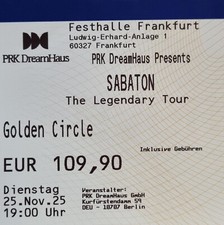 Festhalle Frankfurt
Ludwig-Erhard-Anlage 1
60327 Frankfurt
PRK DreamHaus
PRK DreamHaus Presents
SABATON
The Legendary Tour
Golden Circle
Inklusive Gebühren
EUR 109,90
Dienstag
25.Nov.25
19:00 Uhr
Veranstalter:
PRK DreamHaus GmbH
Kurfürstendamm 59
DEU - 10707 Berlin